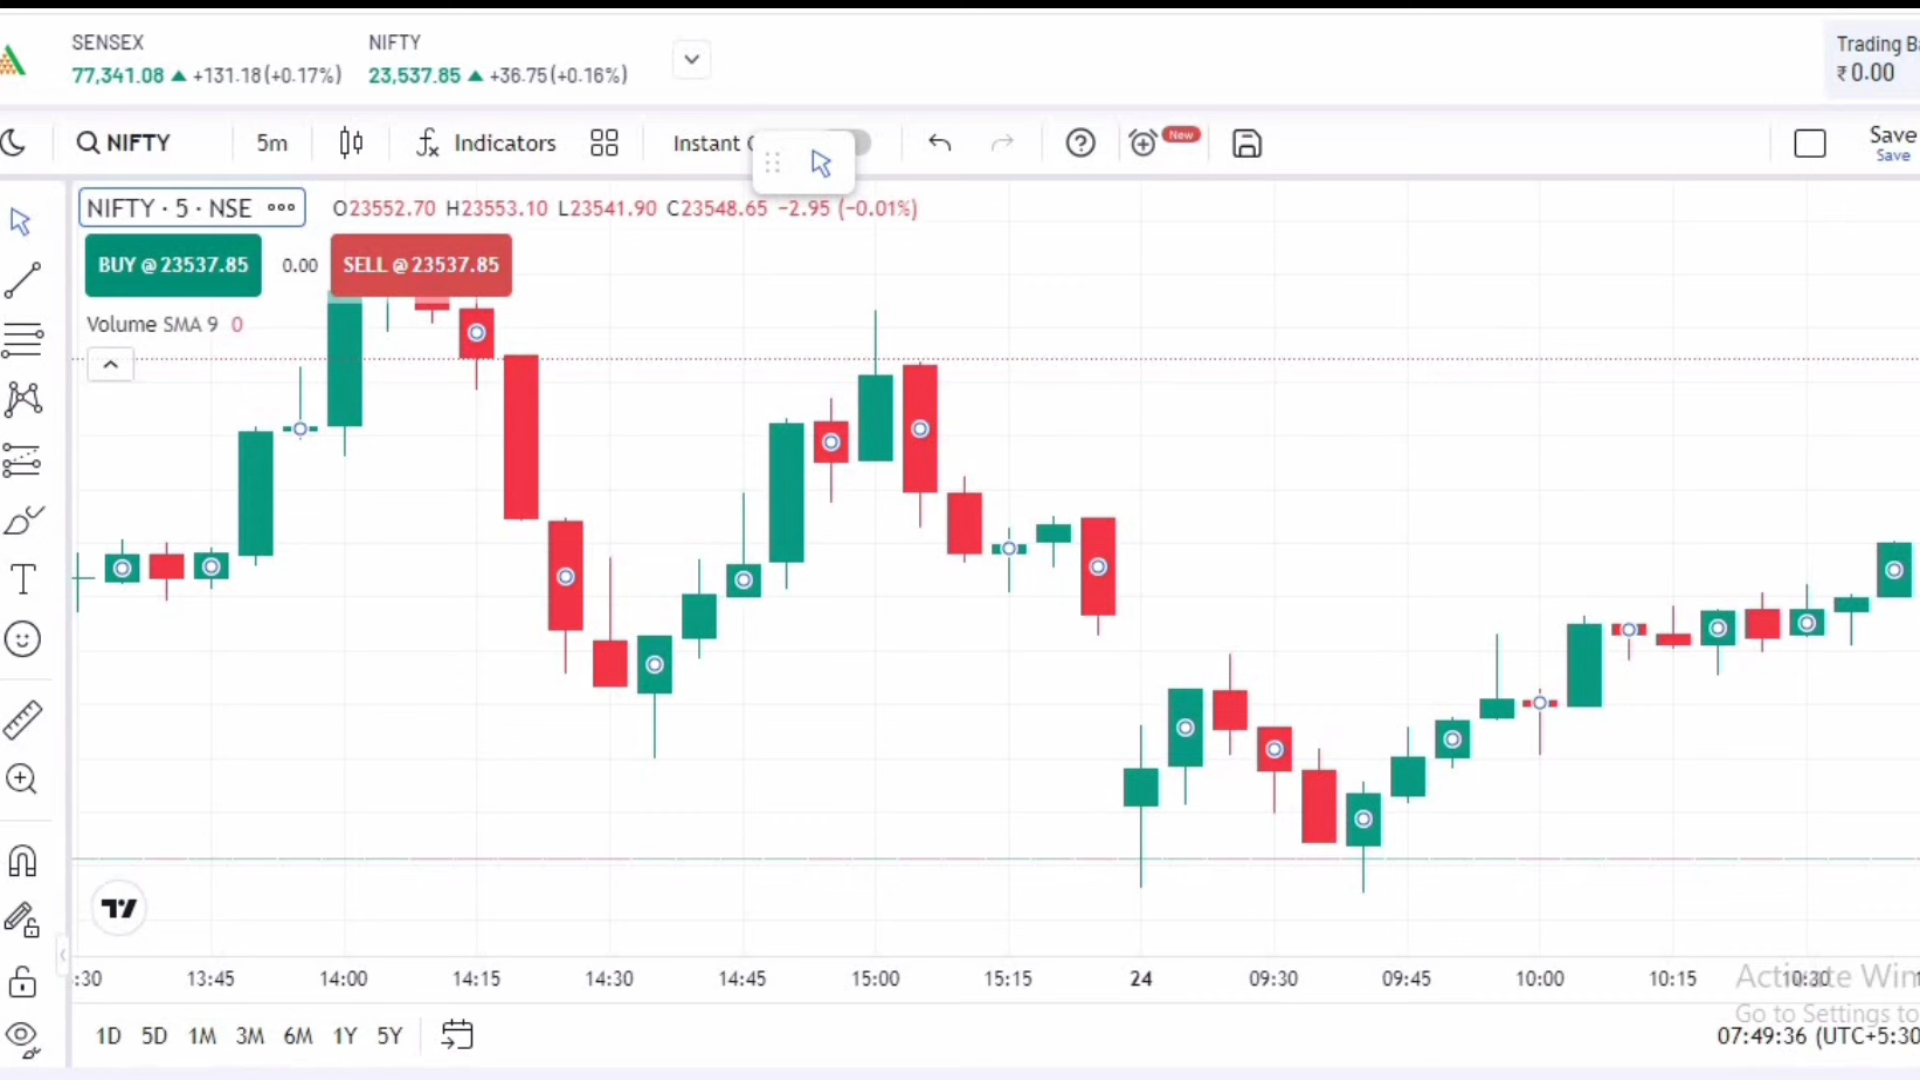 SENSEX
77,341.08 ▲ +131.18(+0.17%)
NIFTY
23,537.85 ▲ +36.75(+0.16%)
Trading
₹0.00
NIFTY
5m
Indicators
Instant
New
Save
Save
NIFTY · 5 · NSE
O23552.70 H23553.10 L23541.90 C23548.65 −2.95 (−0.01%)
BUY @ 23537.85
0.00
SELL @ 23537.85
Volume SMA 9 0
:30 13:45 14:00 14:15 14:30 14:45 15:00 15:15 24 09:30 09:45 10:00 10:15 10:30
Activate Win
Go to Settings to
1D 5D 1M 3M 6M 1Y 5Y
07:49:36 (UTC+5:30